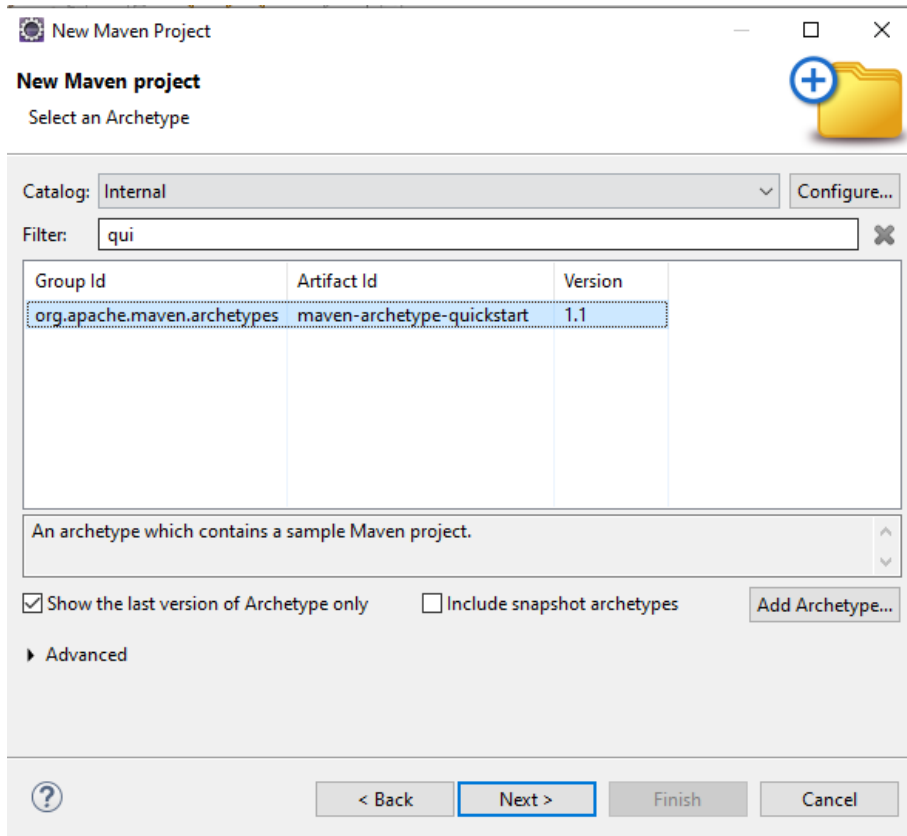 New Maven Project
New Maven project
Select an Archetype
Catalog: Internal Configure...
Filter: qui
Group Id Artifact Id Version
org.apache.maven.archetypes maven-archetype-quickstart 1.1
An archetype which contains a sample Maven project.
Show the last version of Archetype only Include snapshot archetypes Add Archetype...
Advanced
? < Back Next > Finish Cancel